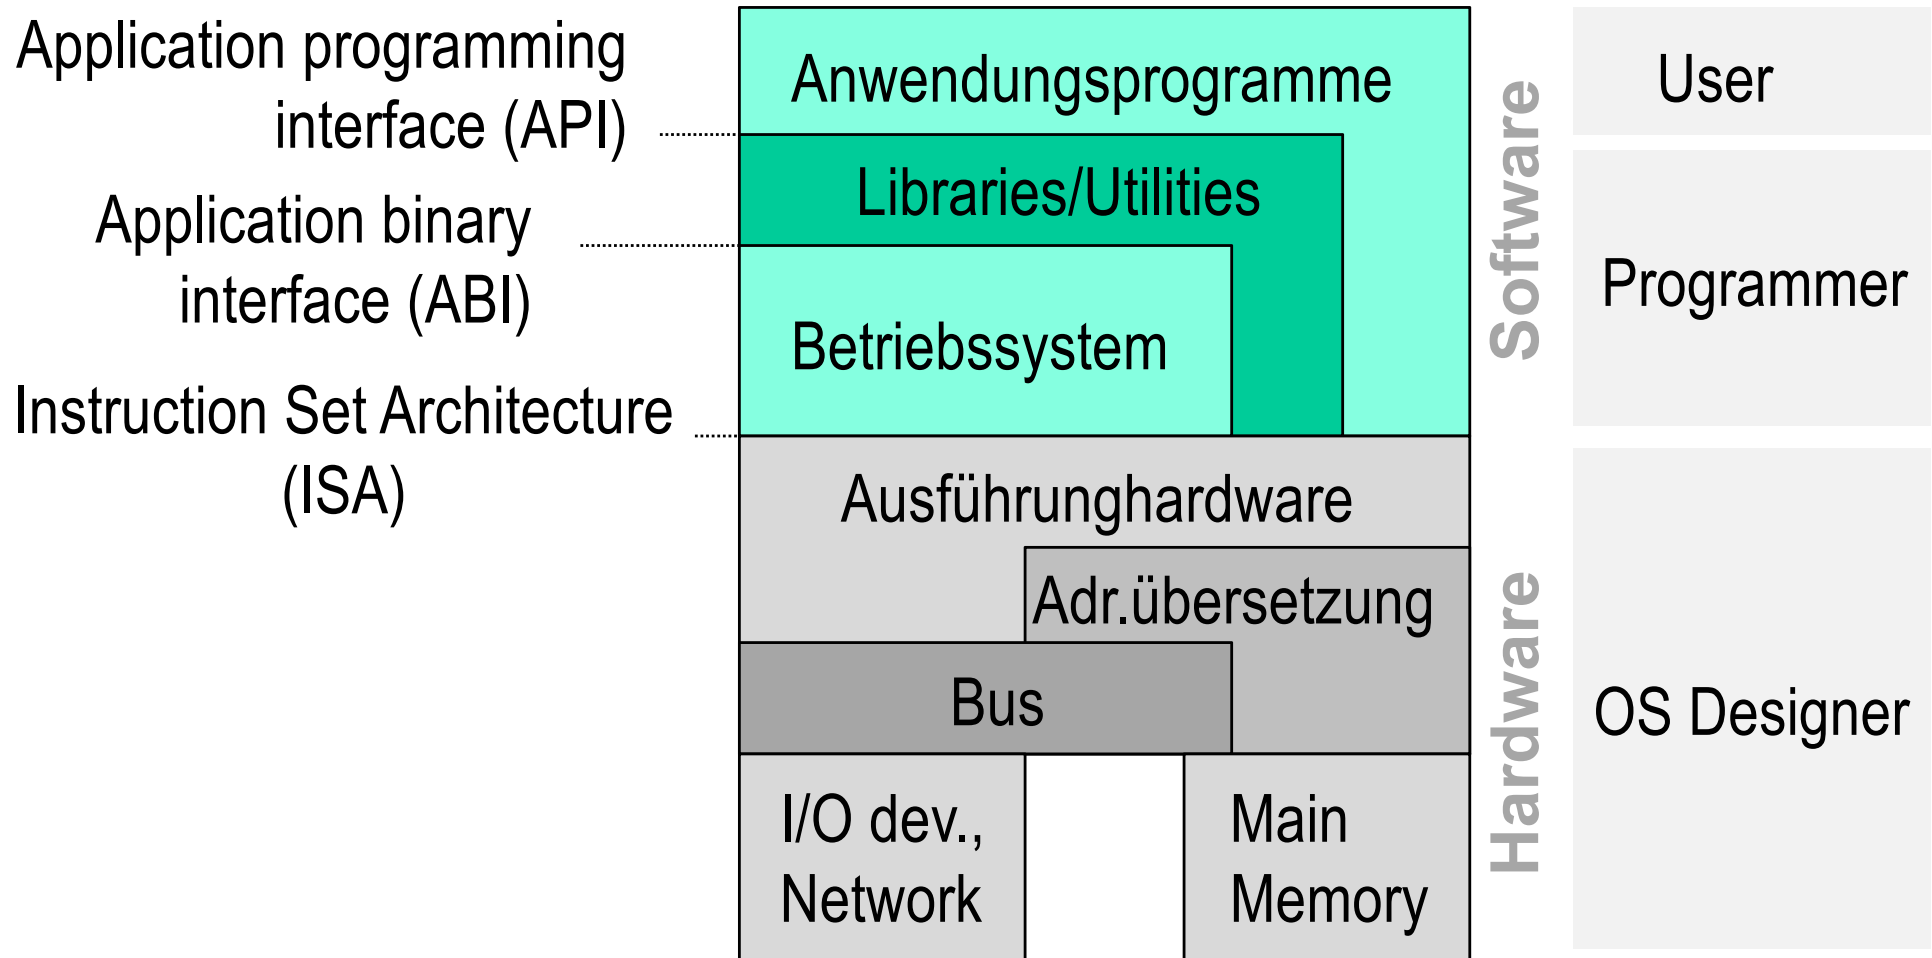 Application programming
interface (API)
Application binary
interface (ABI)
Instruction Set Architecture
(ISA)
Anwendungsprogramme
Libraries/Utilities
Betriebssystem
Ausführunghardware
Adr.übersetzung
Bus
I/O dev.,
Network
Main
Memory
Software
Hardware
User
Programmer
OS Designer